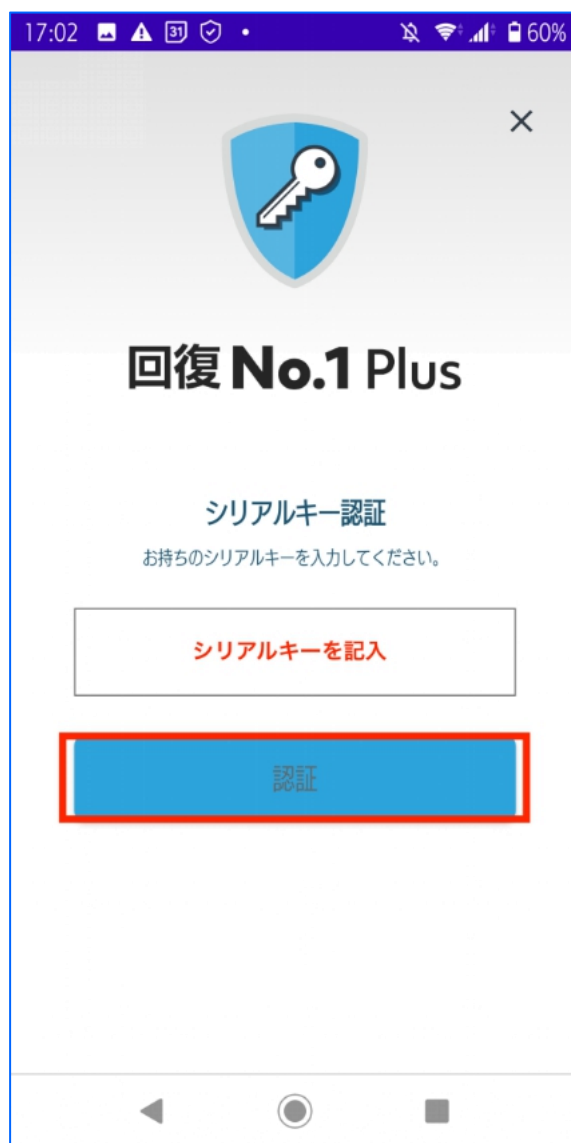 17:02
31
60%
回復 No.1 Plus
シリアルキー認証
お持ちのシリアルキーを入力してください。
シリアルキーを記入
認証